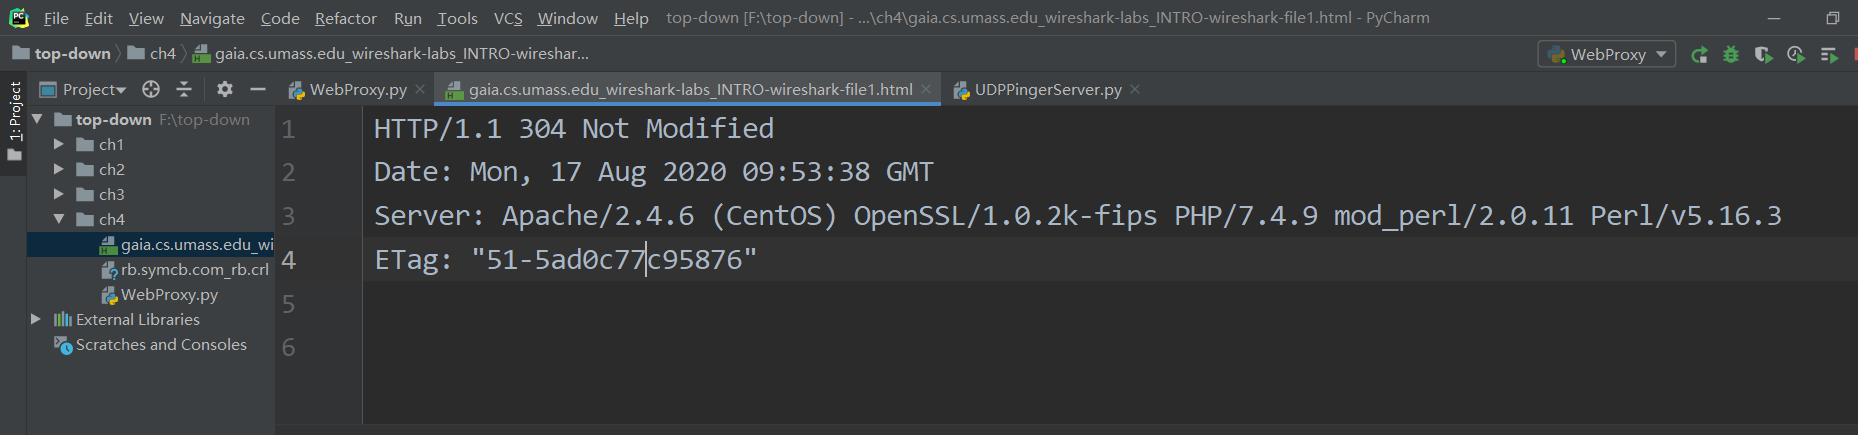 PC File Edit View Navigate Code Refactor Run Tools VCS Window Help top-down [F:\top-down] - ...\ch4\gaia.cs.umass.edu_wireshark-labs_INTRO-wireshark-file1.html - PyCharm
top-down ch4 gaia.cs.umass.edu_wireshark-labs_INTRO-wireshar... WebProxy
1: Project
Project WebProxy.py gaia.cs.umass.edu_wireshark-labs_INTRO-wireshark-file1.html UDPPingerServer.py
top-down F:\top-down
ch1
ch2
ch3
ch4
gaia.cs.umass.edu_wi
rb.symcb.com_rb.crl
WebProxy.py
External Libraries
Scratches and Consoles
1 HTTP/1.1 304 Not Modified
2 Date: Mon, 17 Aug 2020 09:53:38 GMT
3 Server: Apache/2.4.6 (CentOS) OpenSSL/1.0.2k-fips PHP/7.4.9 mod_perl/2.0.11 Perl/v5.16.3
4 ETag: "51-5ad0c77c95876"
5
6